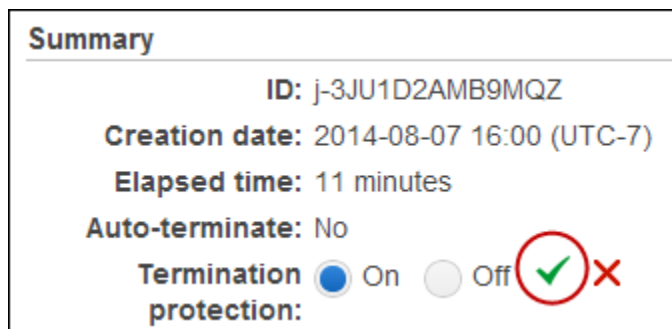 Summary
ID: j-3JU1D2AMB9MQZ
Creation date: 2014-08-07 16:00 (UTC-7)
Elapsed time: 11 minutes
Auto-terminate: No
Termination protection: On Off